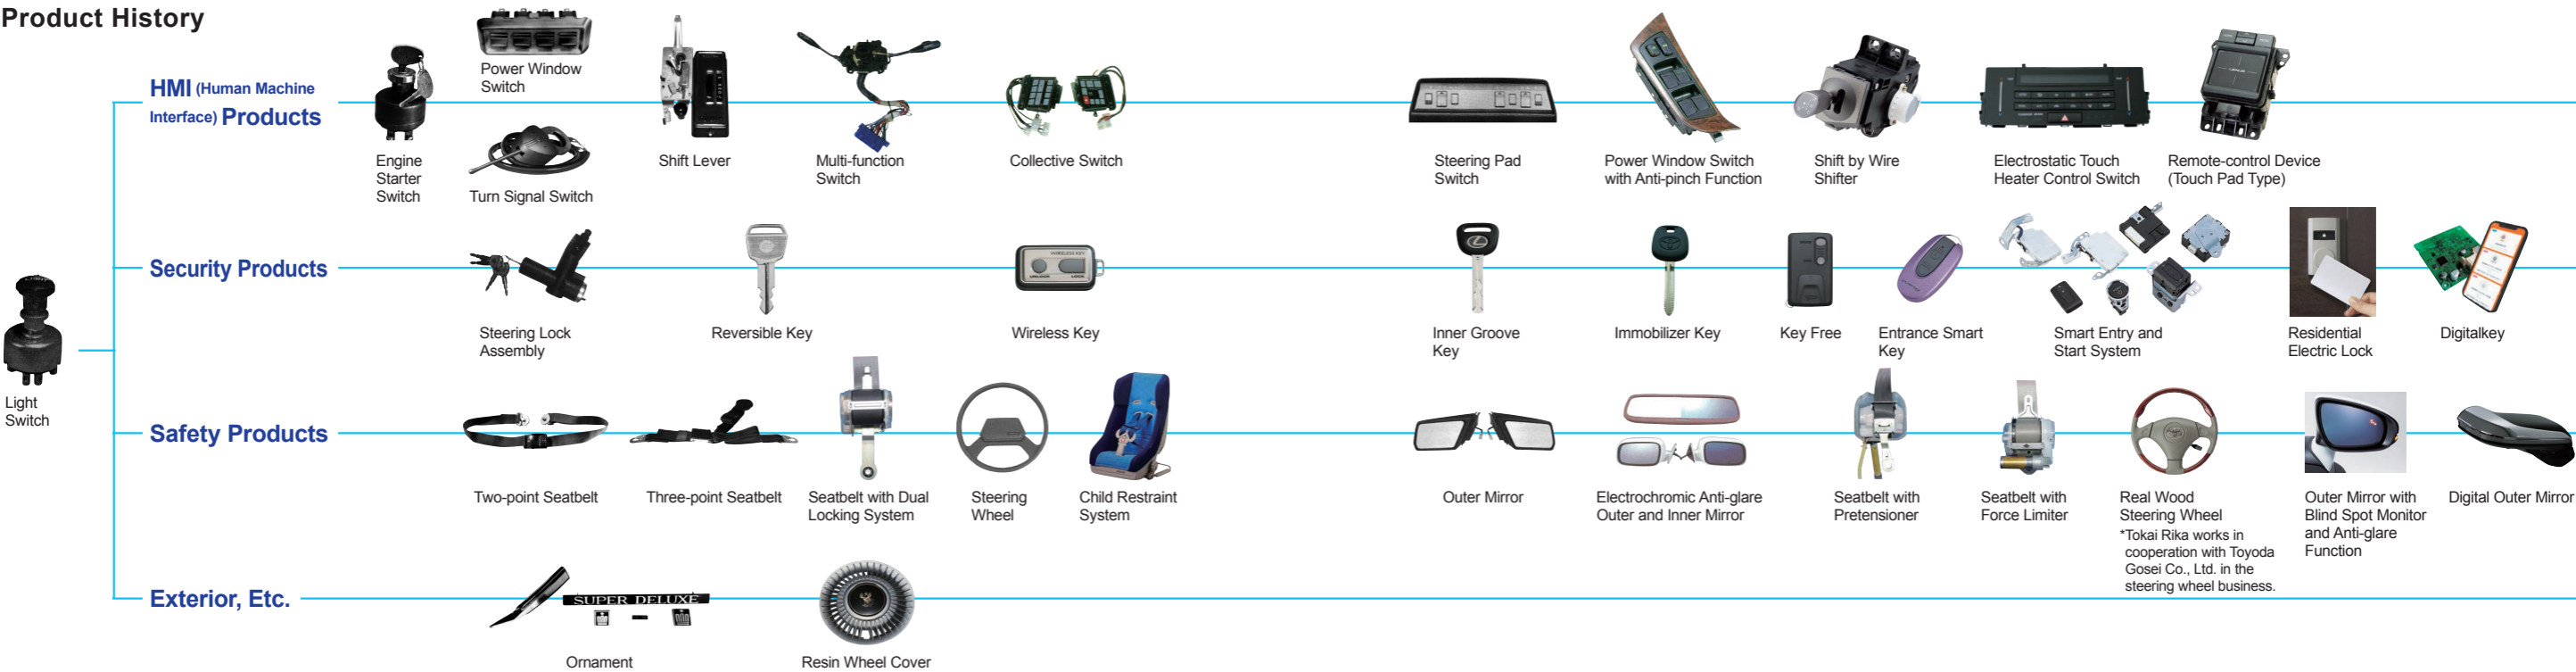 Product History
HMI (Human Machine
Interface) Products
Engine
Starter
Switch
Power Window
Switch
Turn Signal Switch
Shift Lever
Multi-function
Switch
Collective Switch
Steering Pad
Switch
Power Window Switch
with Anti-pinch Function
Shift by Wire
Shifter
Electrostatic Touch
Heater Control Switch
Remote-control Device
(Touch Pad Type)
Light
Switch
Security Products
Steering Lock
Assembly
Reversible Key
WIRELESS KEY
Wireless Key
Inner Groove
Key
Immobilizer Key
Key Free
Entrance Smart
Key
Smart Entry and
Start System
Residential
Electric Lock
Digitalkey
Safety Products
Two-point Seatbelt
Three-point Seatbelt
Seatbelt with Dual
Locking System
Steering
Wheel
Child Restraint
System
Outer Mirror
Electrochromic Anti-glare
Outer and Inner Mirror
Seatbelt with
Pretensioner
Seatbelt with
Force Limiter
Real Wood
Steering Wheel
*Tokai Rika works in
cooperation with Toyoda
Gosei Co., Ltd. in the
steering wheel business.
Outer Mirror with
Blind Spot Monitor
and Anti-glare
Function
Digital Outer Mirror
Exterior, Etc.
SUPER DELUXE
Ornament
Resin Wheel Cover